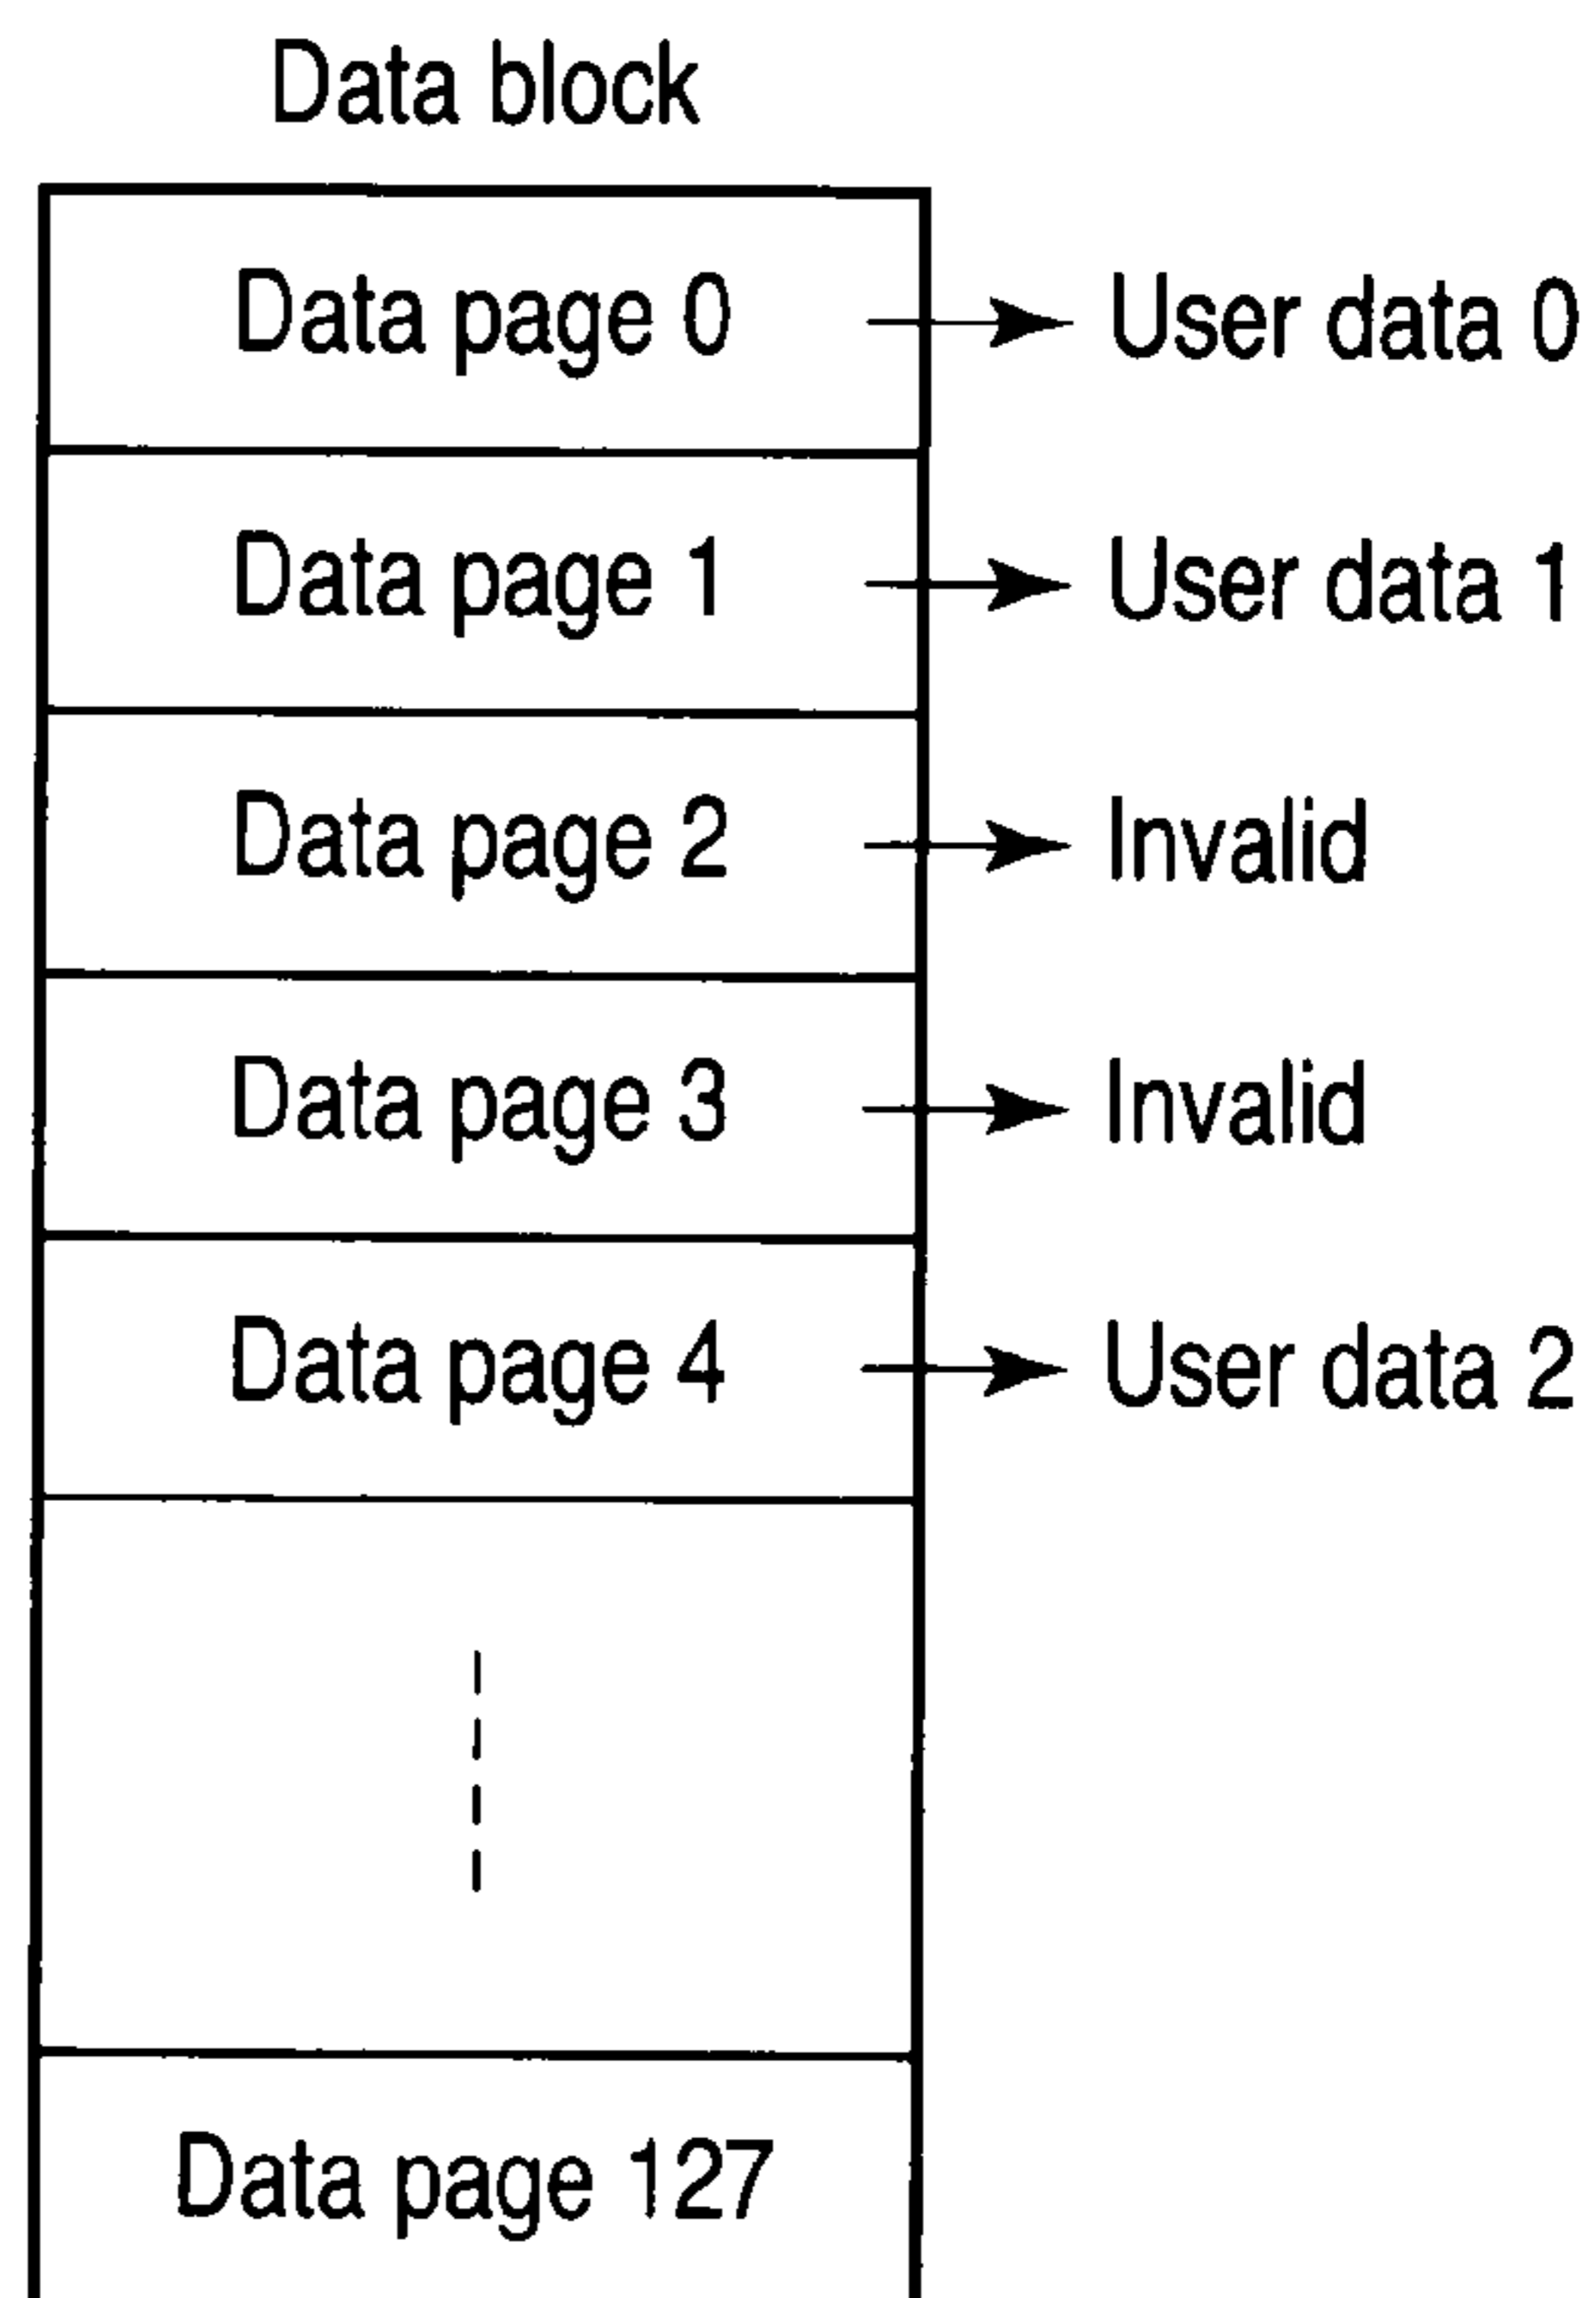 Data block
Data page 0 User data 0
Data page 1 User data 1
Data page 2 Invalid
Data page 3 Invalid
Data page 4 User data 2
Data page 127